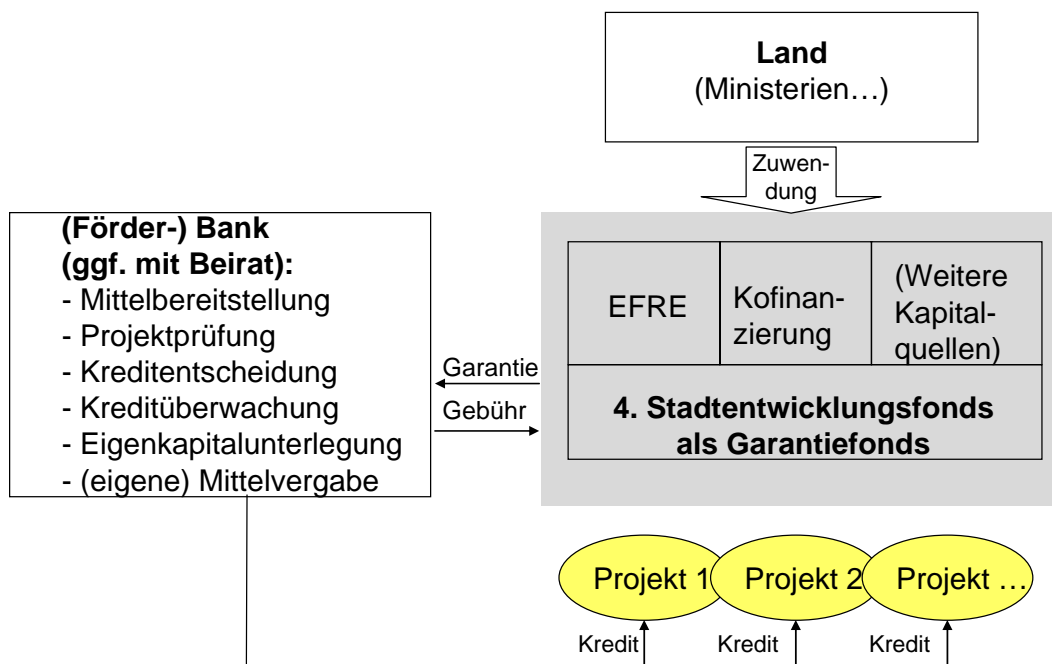 Land
(Ministerien…)
Zuwen-
dung
(Förder-) Bank
(ggf. mit Beirat):
- Mittelbereitstellung
- Projektprüfung
- Kreditentscheidung
- Kreditüberwachung
- Eigenkapitalunterlegung
- (eigene) Mittelvergabe
Garantie
Gebühr
EFRE
Kofinan-
zierung
(Weitere
Kapital-
quellen)
4. Stadtentwicklungsfonds
als Garantiefonds
Projekt 1
Projekt 2
Projekt …
Kredit
Kredit
Kredit